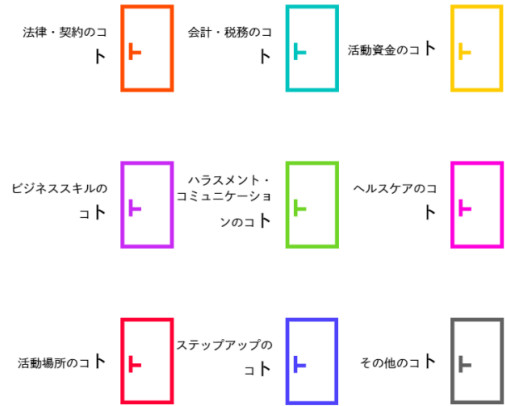 法律・契約のコ
ト
会計・税務のコ
ト
活動資金のコト
ビジネススキルの
コト
ハラスメント・
コミュニケーショ
ンのコト
ヘルスケアのコ
ト
活動場所のコト
ステップアップの
コト
その他のコト